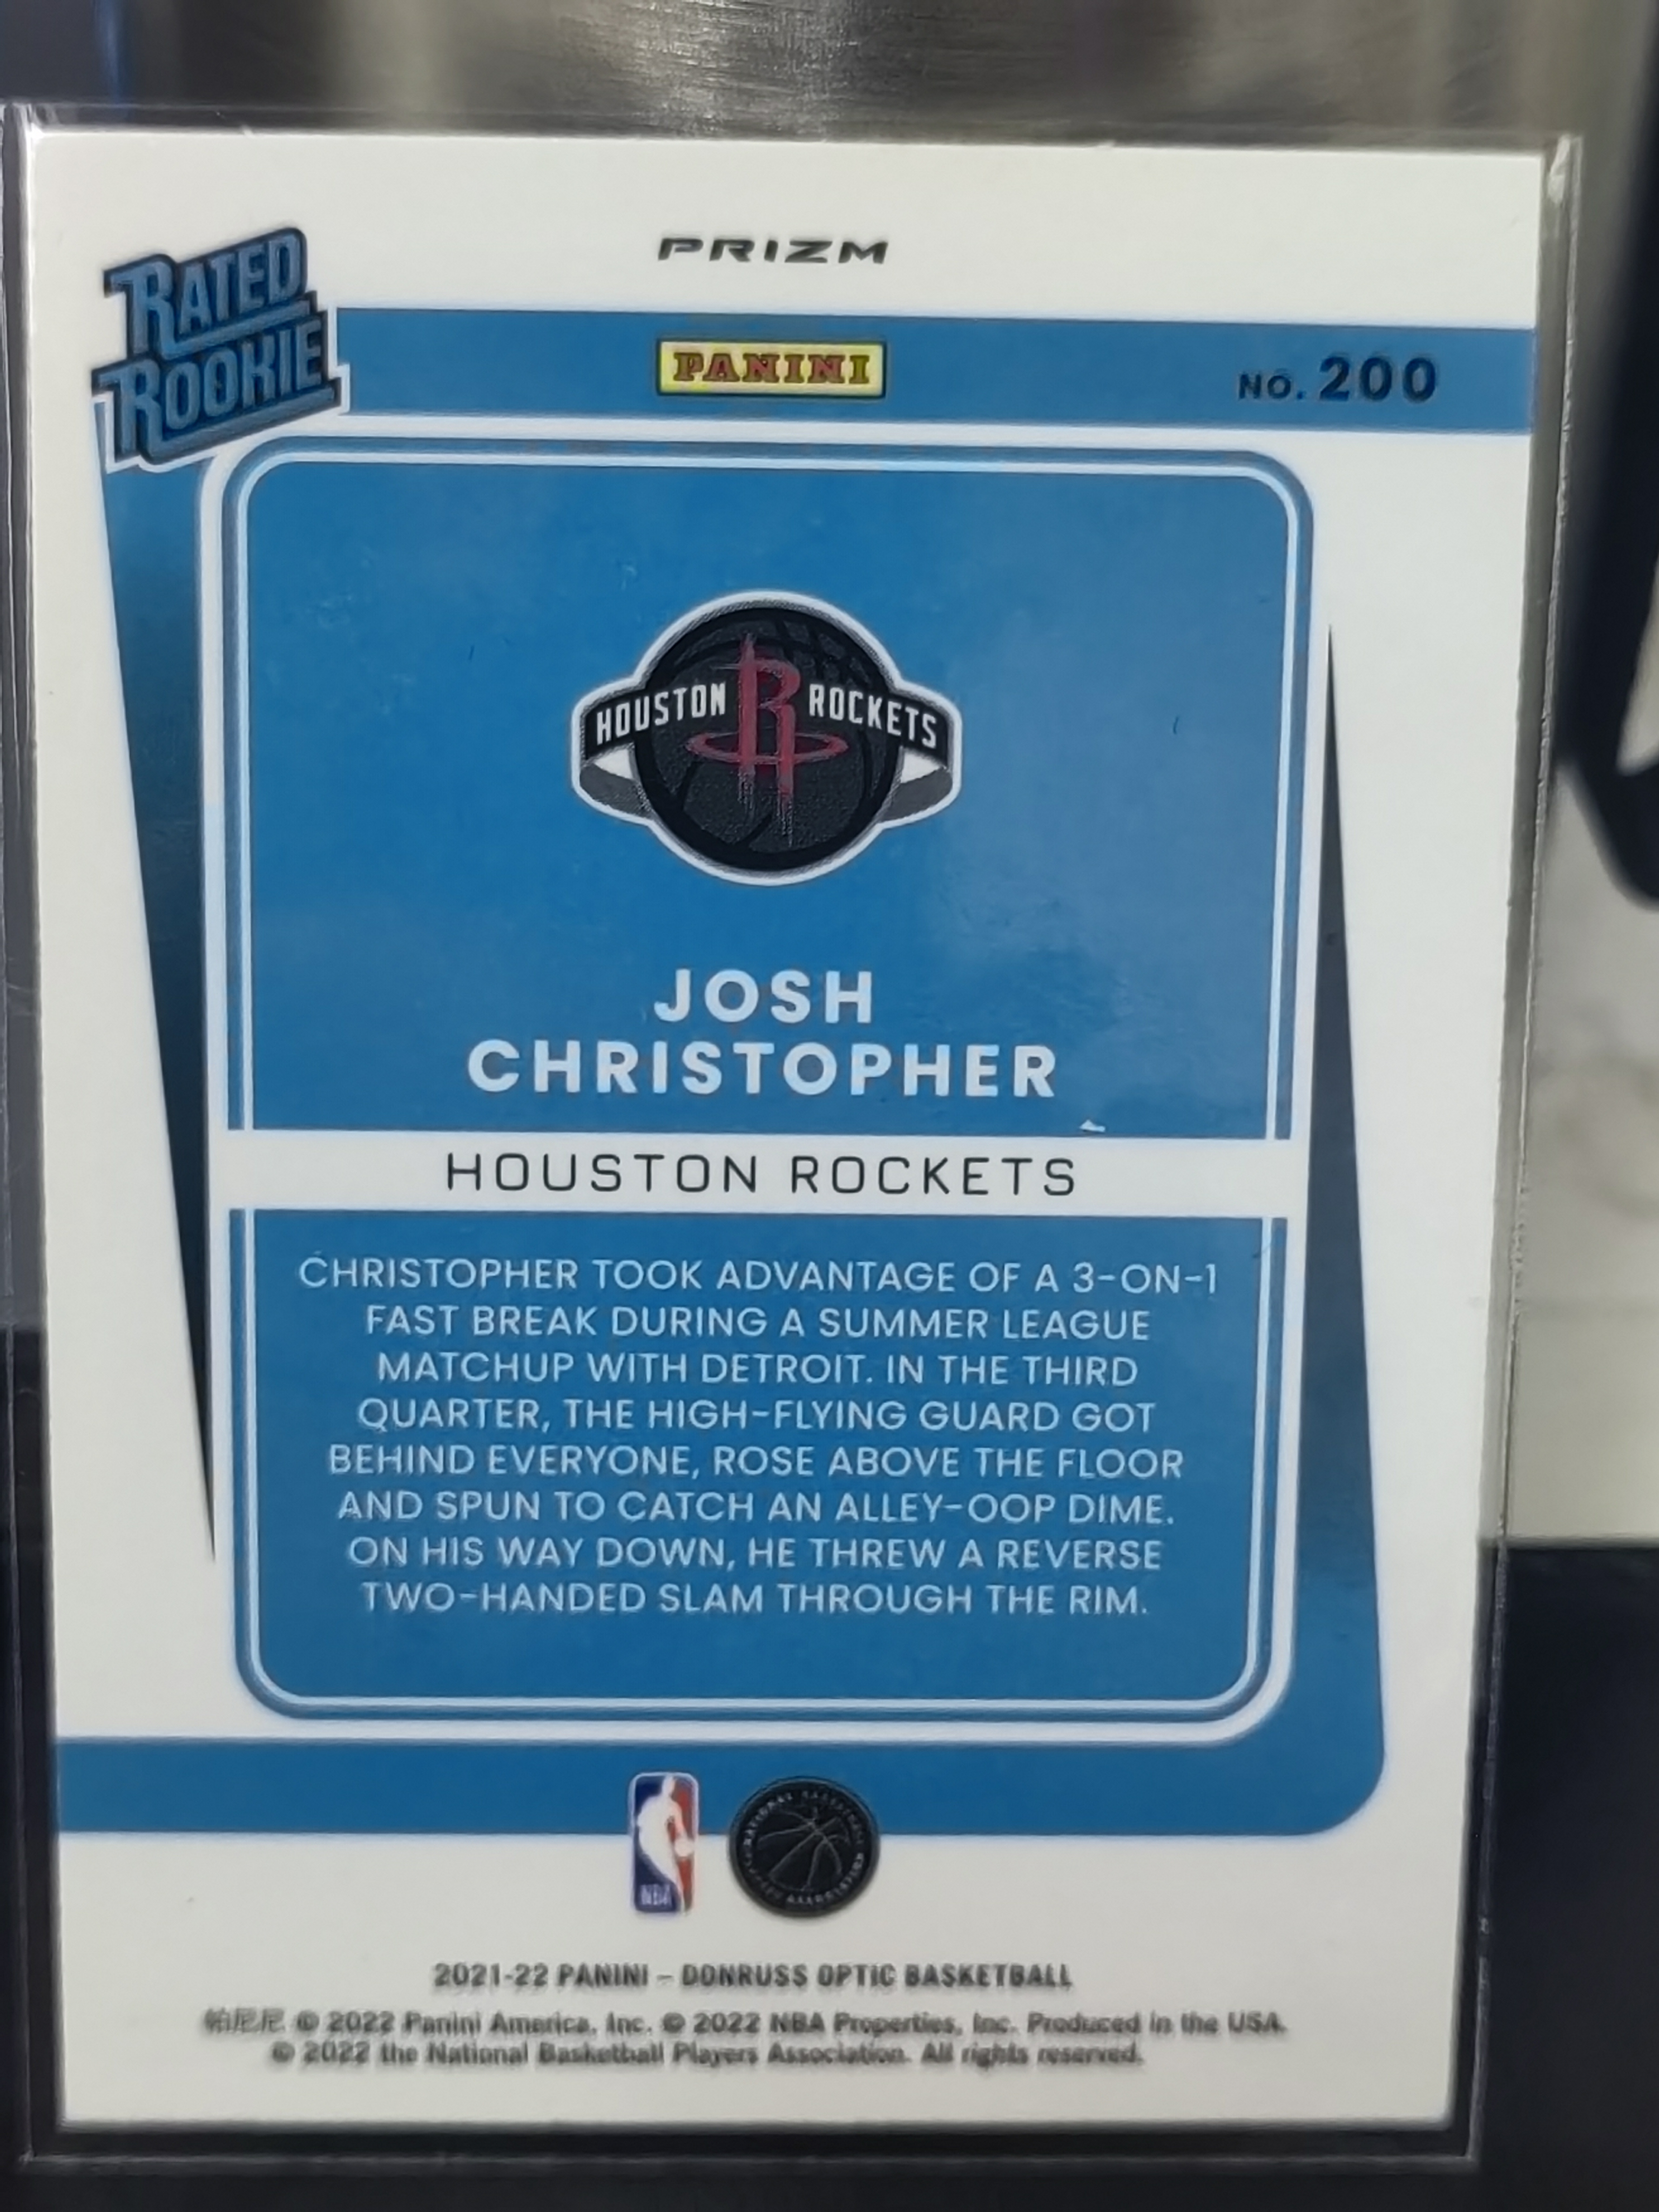 PRIZM
RATED
ROOKIE
PANINI
NO. 200
HOUSTON R ROCKETS
JOSH
CHRISTOPHER
HOUSTON ROCKETS
CHRISTOPHER TOOK ADVANTAGE OF A 3-ON-1
FAST BREAK DURING A SUMMER LEAGUE
MATCHUP WITH DETROIT. IN THE THIRD
QUARTER, THE HIGH-FLYING GUARD GOT
BEHIND EVERYONE, ROSE ABOVE THE FLOOR
AND SPUN TO CATCH AN ALLEY-OOP DIME.
ON HIS WAY DOWN, HE THREW A REVERSE
TWO-HANDED SLAM THROUGH THE RIM.
NBA
2021-22 PANINI – DONRUSS OPTIC BASKETBALL
帕尼尼 © 2022 Panini America, Inc. © 2022 NBA Properties, Inc. Produced in the USA.
© 2022 the National Basketball Players Association. All rights reserved.